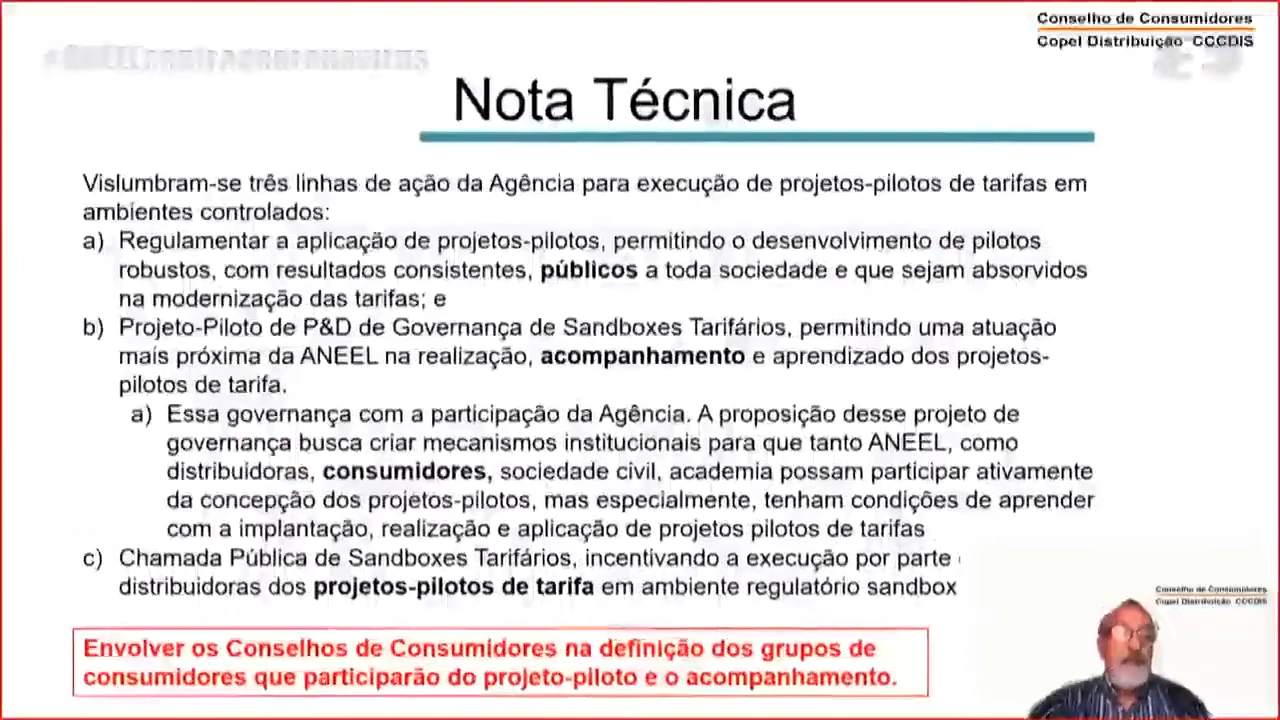 Conselho de Consumidores
Copel Distribuição CCCDIS
Nota Técnica
Vislumbram-se três linhas de ação da Agência para execução de projetos-pilotos de tarifas em
ambientes controlados:
a) Regulamentar a aplicação de projetos-pilotos, permitindo o desenvolvimento de pilotos
robustos, com resultados consistentes, públicos a toda sociedade e que sejam absorvidos
na modernização das tarifas; e
b) Projeto-Piloto de P&D de Governança de Sandboxes Tarifários, permitindo uma atuação
mais próxima da ANEEL na realização, acompanhamento e aprendizado dos projetos-
pilotos de tarifa.
a) Essa governança com a participação da Agência. A proposição desse projeto de
governança busca criar mecanismos institucionais para que tanto ANEEL, como
distribuidoras, consumidores, sociedade civil, academia possam participar ativamente
da concepção dos projetos-pilotos, mas especialmente, tenham condições de aprender
com a implantação, realização e aplicação de projetos pilotos de tarifas
c) Chamada Pública de Sandboxes Tarifários, incentivando a execução por parte
distribuidoras dos projetos-pilotos de tarifa em ambiente regulatório sandbox
Conselho de Consumidores
Copel Distribuição CCCDIS
Envolver os Conselhos de Consumidores na definição dos grupos de
consumidores que participarão do projeto-piloto e o acompanhamento.